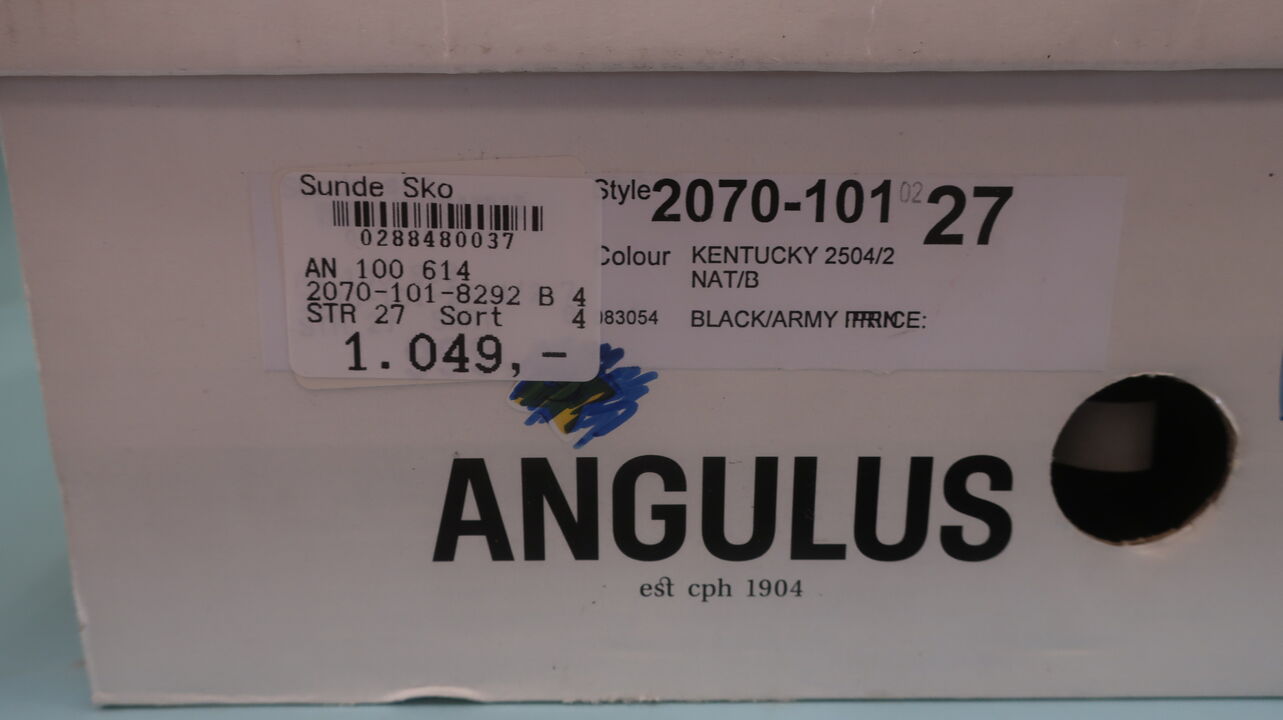 Sunde Sko
0288480037
AN 100 614
2070-101-8292 B 4
STR 27 Sort 4
1.049,-
Style 2070-101 02 27
Colour KENTUCKY 2504/2
NAT/B
083054 BLACK/ARMY PRICE:
ANGULUS
est cph 1904